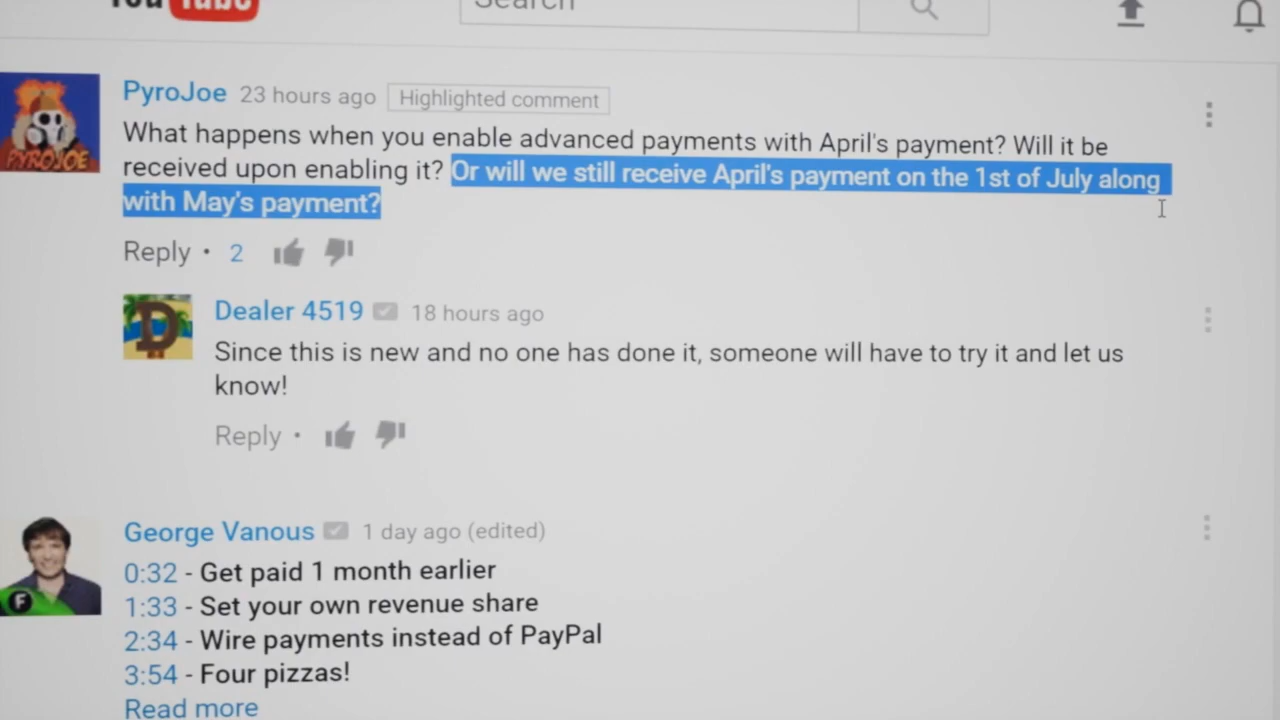 You Tube
Search
PyroJoe 23 hours ago Highlighted comment
PYROJOE
What happens when you enable advanced payments with April's payment? Will it be
received upon enabling it? Or will we still receive April's payment on the 1st of July along
with May's payment?
Reply • 2
D
Dealer 4519 18 hours ago
Since this is new and no one has done it, someone will have to try it and let us
know!
Reply •
F
George Vanous 1 day ago (edited)
0:32 - Get paid 1 month earlier
1:33 - Set your own revenue share
2:34 - Wire payments instead of PayPal
3:54 - Four pizzas!
Read more